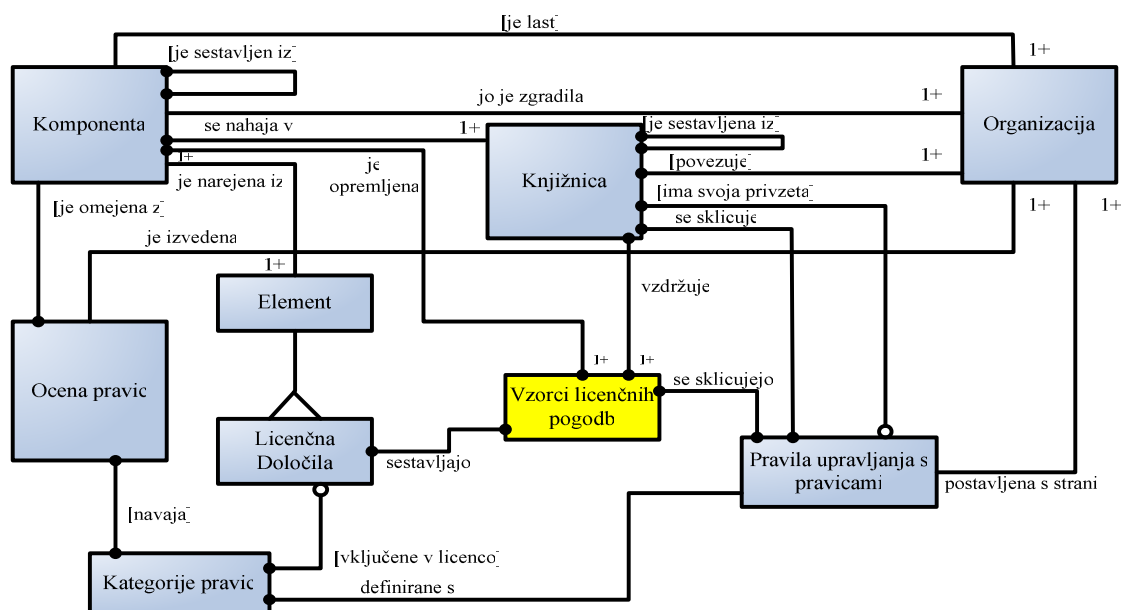 [je last]
[je sestavljen iz]
1+
Komponenta
jo je zgradila
1+
Organizacija
se nahaja v
1+
[je sestavljena iz]
1+
je narejena iz
je
opremljena
Knjižnica
[povezuje]
1+
[ima svoja privzeta]
[je omejena z]
se sklicuje
1+
1+
je izvedena
1+
Element
vzdržuje
Ocena pravic
1+
1+
Vzorci licenčnih
pogodb
se sklicujejo
Licenčna
Določila
sestavljajo
Pravila upravljanja s
pravicami
postavljena s strani
[navaja]
[vključene v licenco]
Kategorije pravic
definirane s